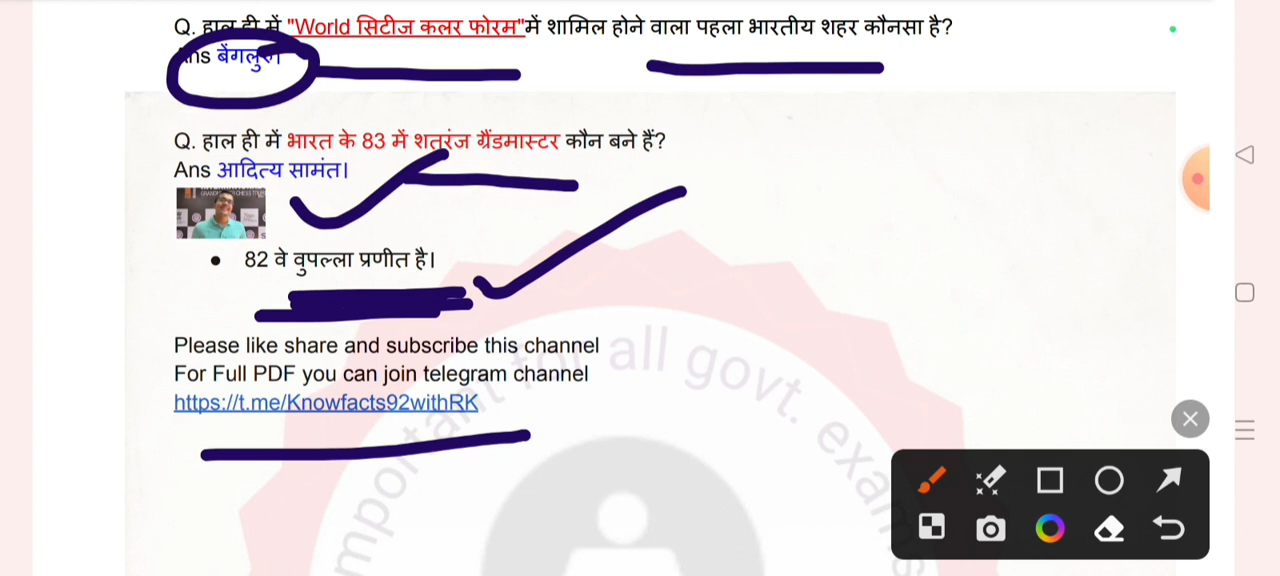 Q. हाल ही में "World सिटीज कलर फोरम"में शामिल होने वाला पहला भारतीय शहर कौनसा है?
Ans बेंगलुरु।
Q. हाल ही में भारत के 83 में शतरंज ग्रैंडमास्टर कौन बने हैं?
Ans आदित्य सामंत।
82 वे वुपल्ला प्रणीत है।
Please like share and subscribe this channel
For Full PDF you can join telegram channel
https://t.me/Knowfacts92withRK
important for all govt. exams